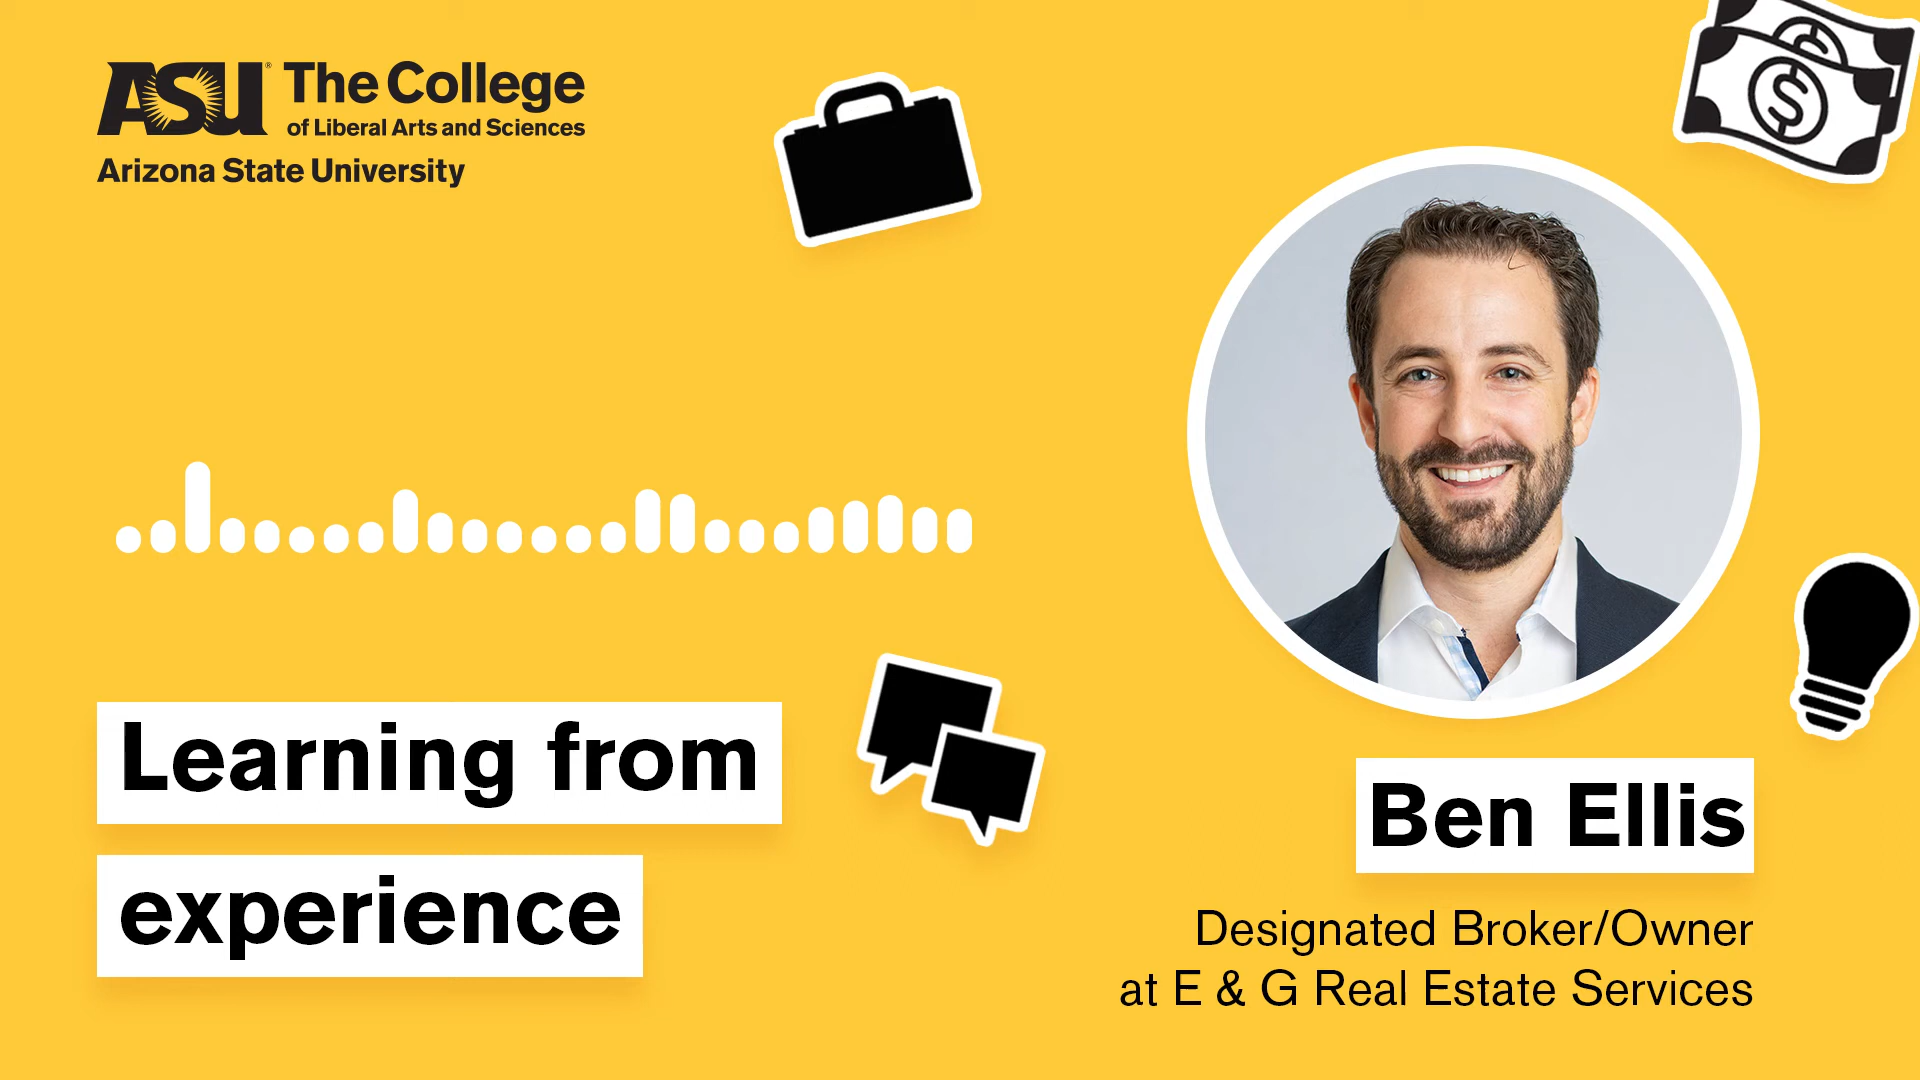 ASU® The College
of Liberal Arts and Sciences
Arizona State University
Learning from
experience
Ben Ellis
Designated Broker/Owner
at E & G Real Estate Services